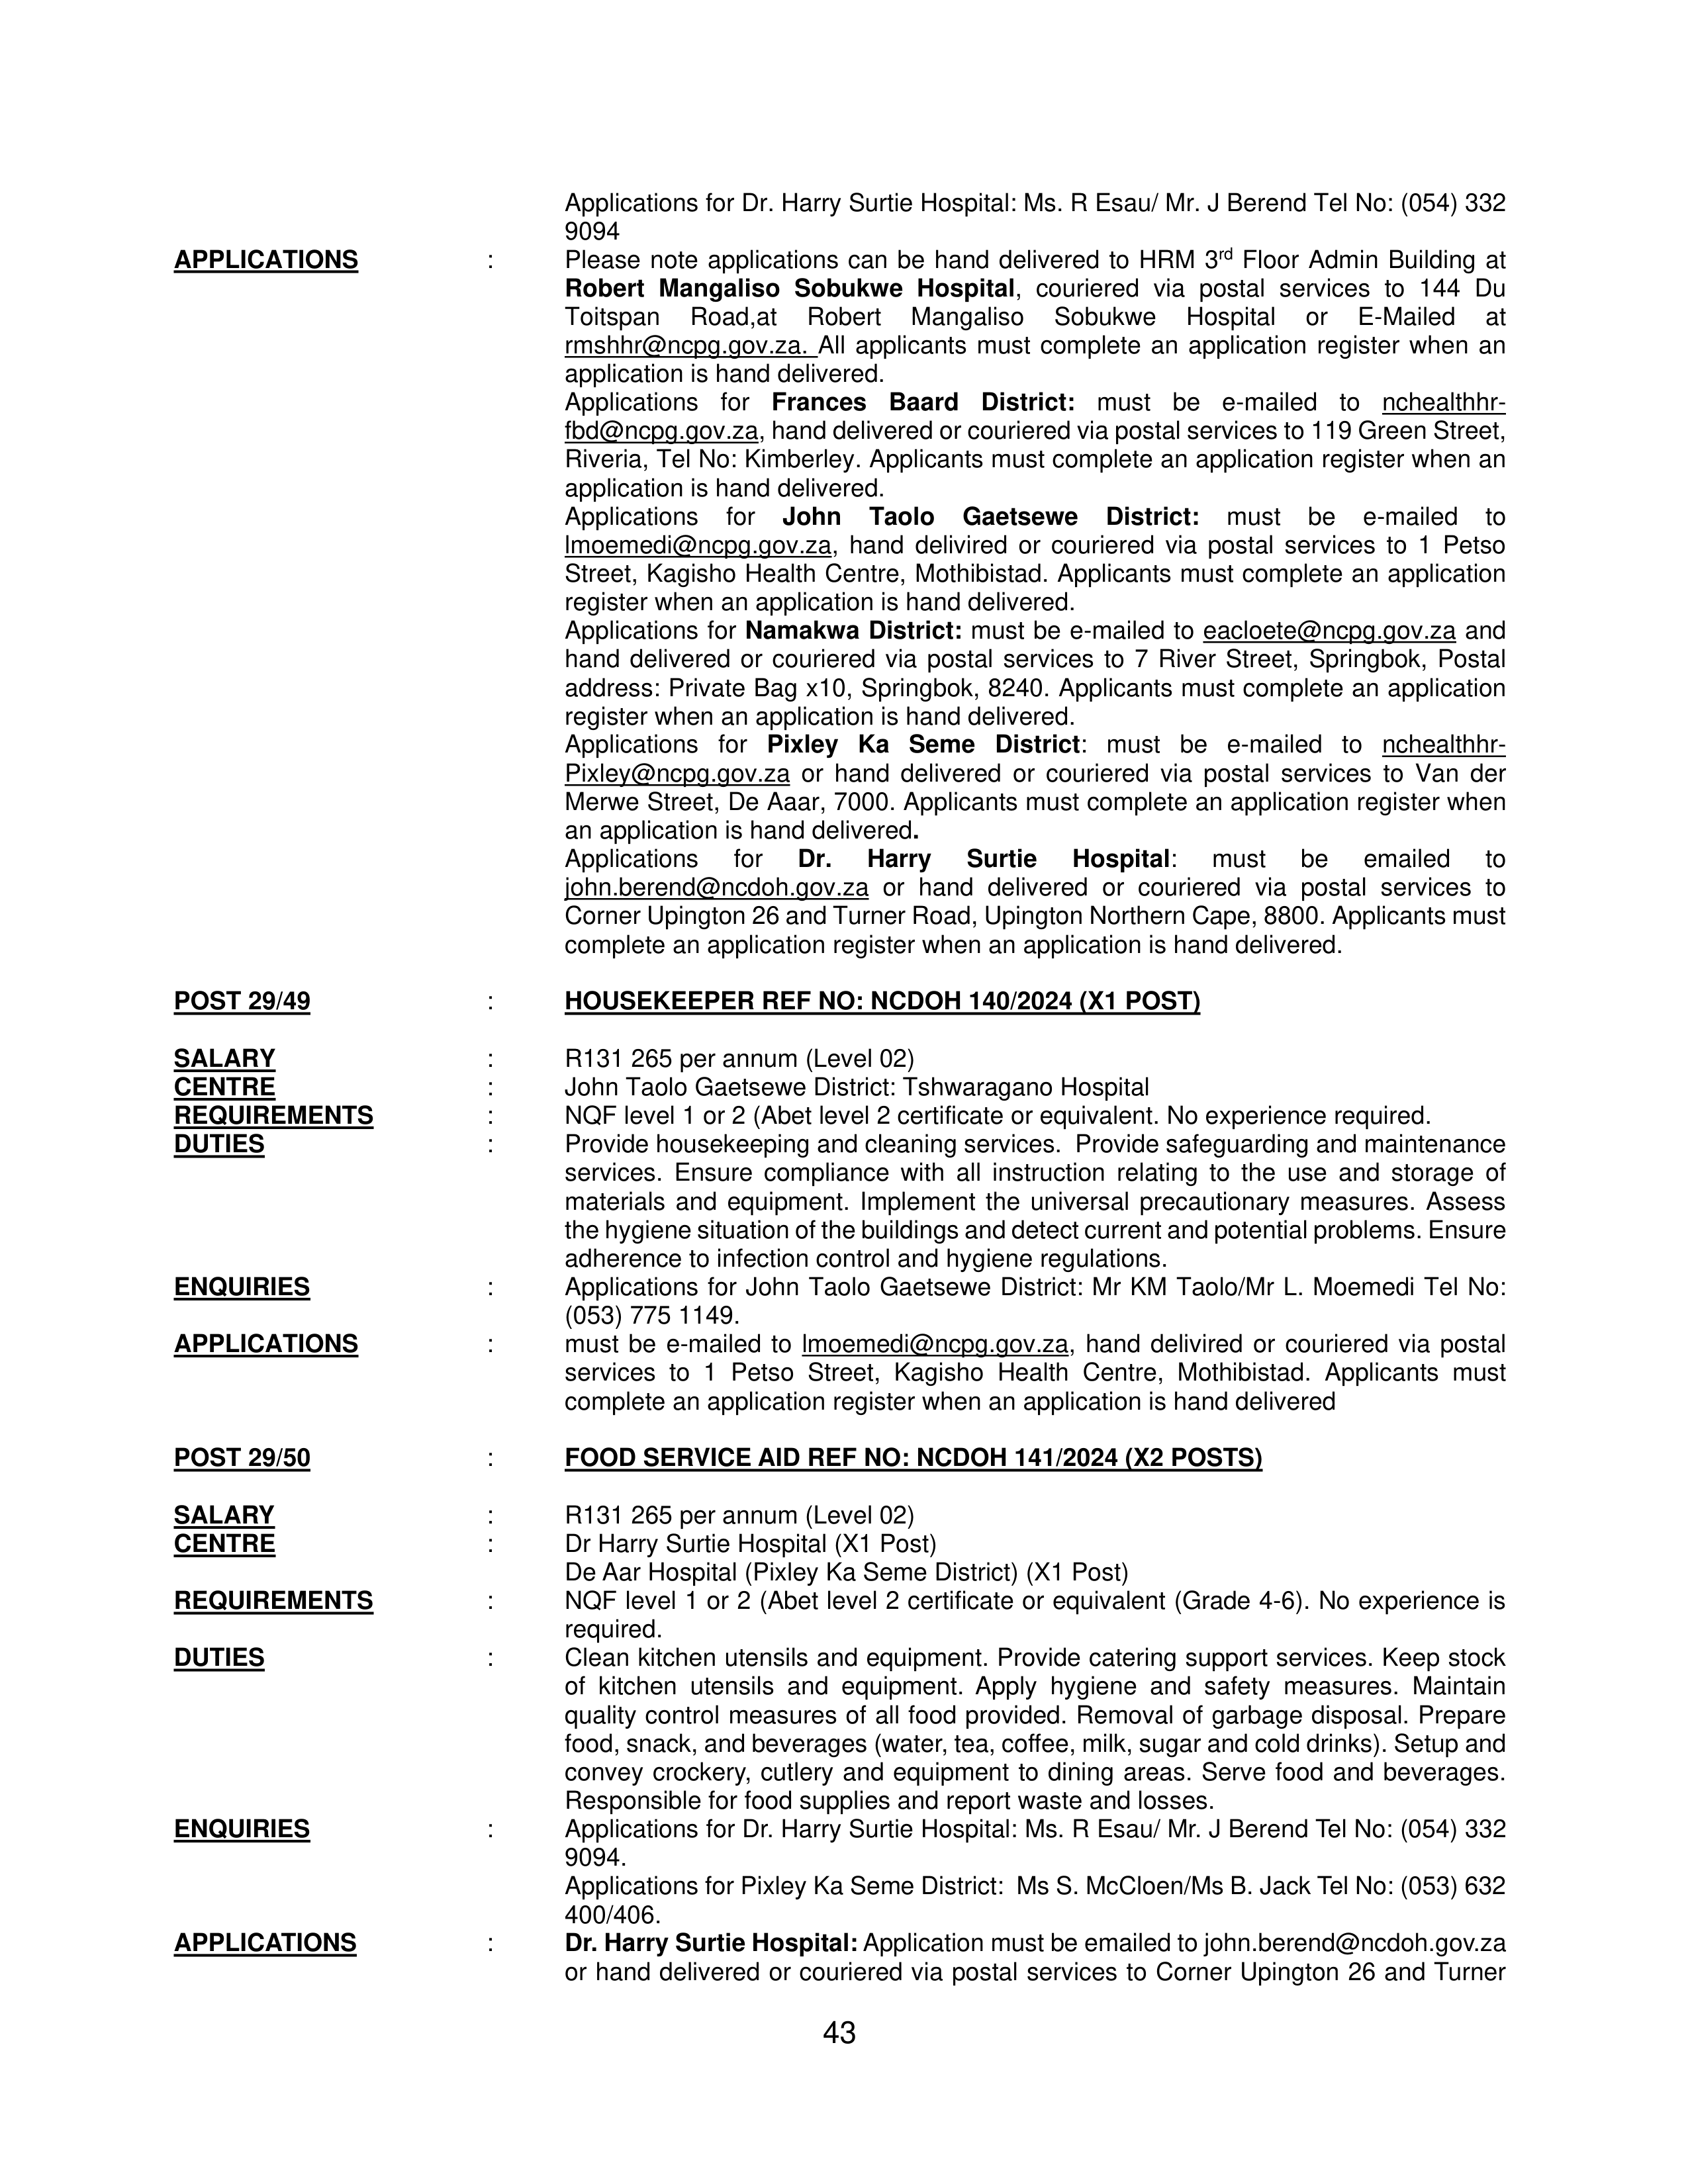 Applications for Dr. Harry Surtie Hospital: Ms. R Esau/ Mr. J Berend Tel No: (054) 332
9094
APPLICATIONS : Please note applications can be hand delivered to HRM 3rd Floor Admin Building at
Robert Mangaliso Sobukwe Hospital, couriered via postal services to 144 Du
Toitspan Road,at Robert Mangaliso Sobukwe Hospital or E-Mailed at
rmshhr@ncpg.gov.za. All applicants must complete an application register when an
application is hand delivered.
Applications for Frances Baard District: must be e-mailed to nchealthhr-
fbd@ncpg.gov.za, hand delivered or couriered via postal services to 119 Green Street,
Riveria, Tel No: Kimberley. Applicants must complete an application register when an
application is hand delivered.
Applications for John Taolo Gaetsewe District: must be e-mailed to
lmoemedi@ncpg.gov.za, hand delivired or couriered via postal services to 1 Petso
Street, Kagisho Health Centre, Mothibistad. Applicants must complete an application
register when an application is hand delivered.
Applications for Namakwa District: must be e-mailed to eacloete@ncpg.gov.za and
hand delivered or couriered via postal services to 7 River Street, Springbok, Postal
address: Private Bag x10, Springbok, 8240. Applicants must complete an application
register when an application is hand delivered.
Applications for Pixley Ka Seme District: must be e-mailed to nchealthhr-
Pixley@ncpg.gov.za or hand delivered or couriered via postal services to Van der
Merwe Street, De Aaar, 7000. Applicants must complete an application register when
an application is hand delivered.
Applications for Dr. Harry Surtie Hospital: must be emailed to
john.berend@ncdoh.gov.za or hand delivered or couriered via postal services to
Corner Upington 26 and Turner Road, Upington Northern Cape, 8800. Applicants must
complete an application register when an application is hand delivered.
POST 29/49 : HOUSEKEEPER REF NO: NCDOH 140/2024 (X1 POST)
SALARY : R131 265 per annum (Level 02)
CENTRE : John Taolo Gaetsewe District: Tshwaragano Hospital
REQUIREMENTS : NQF level 1 or 2 (Abet level 2 certificate or equivalent. No experience required.
DUTIES : Provide housekeeping and cleaning services. Provide safeguarding and maintenance
services. Ensure compliance with all instruction relating to the use and storage of
materials and equipment. Implement the universal precautionary measures. Assess
the hygiene situation of the buildings and detect current and potential problems. Ensure
adherence to infection control and hygiene regulations.
ENQUIRIES : Applications for John Taolo Gaetsewe District: Mr KM Taolo/Mr L. Moemedi Tel No:
(053) 775 1149.
APPLICATIONS : must be e-mailed to lmoemedi@ncpg.gov.za, hand delivired or couriered via postal
services to 1 Petso Street, Kagisho Health Centre, Mothibistad. Applicants must
complete an application register when an application is hand delivered
POST 29/50 : FOOD SERVICE AID REF NO: NCDOH 141/2024 (X2 POSTS)
SALARY : R131 265 per annum (Level 02)
CENTRE : Dr Harry Surtie Hospital (X1 Post)
De Aar Hospital (Pixley Ka Seme District) (X1 Post)
REQUIREMENTS : NQF level 1 or 2 (Abet level 2 certificate or equivalent (Grade 4-6). No experience is
required.
DUTIES : Clean kitchen utensils and equipment. Provide catering support services. Keep stock
of kitchen utensils and equipment. Apply hygiene and safety measures. Maintain
quality control measures of all food provided. Removal of garbage disposal. Prepare
food, snack, and beverages (water, tea, coffee, milk, sugar and cold drinks). Setup and
convey crockery, cutlery and equipment to dining areas. Serve food and beverages.
Responsible for food supplies and report waste and losses.
ENQUIRIES : Applications for Dr. Harry Surtie Hospital: Ms. R Esau/ Mr. J Berend Tel No: (054) 332
9094.
Applications for Pixley Ka Seme District: Ms S. McCloen/Ms B. Jack Tel No: (053) 632
400/406.
APPLICATIONS : Dr. Harry Surtie Hospital: Application must be emailed to john.berend@ncdoh.gov.za
or hand delivered or couriered via postal services to Corner Upington 26 and Turner
43